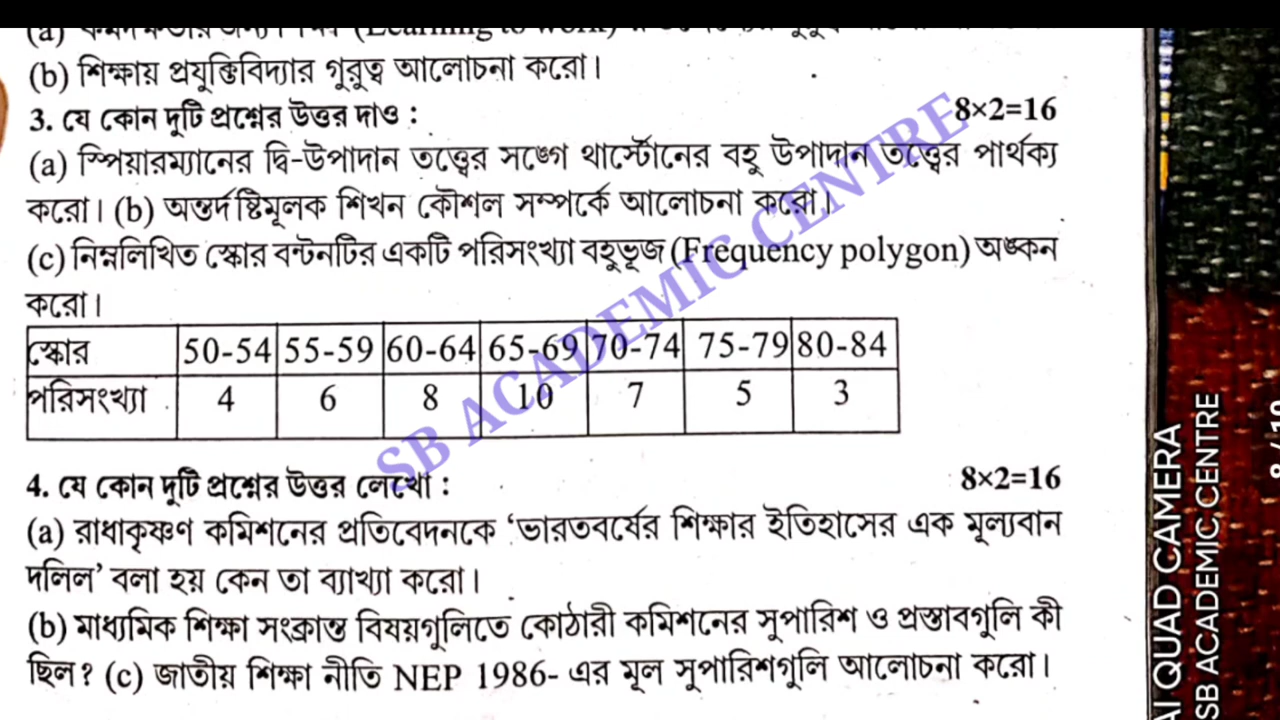 (b) শিক্ষায় প্রযুক্তিবিদ্যার গুরুত্ব আলোচনা করো।
3. যে কোন দুটি প্রশ্নের উত্তর দাও : 8×2=16
(a) স্পিয়ারম্যানের দ্বি-উপাদান তত্ত্বের সঙ্গে থার্স্টোনের বহু উপাদান তত্ত্বের পার্থক্য
করো। (b) অন্তর্দৃষ্টিমূলক শিখন কৌশল সম্পর্কে আলোচনা করো।
(c) নিম্নলিখিত স্কোর বন্টনটির একটি পরিসংখ্যা বহুভূজ (Frequency polygon) অঙ্কন
করো।
স্কোর 50-54 55-59 60-64 65-69 70-74 75-79 80-84
পরিসংখ্যা 4 6 8 10 7 5 3
4. যে কোন দুটি প্রশ্নের উত্তর লেখো : 8×2=16
(a) রাধাকৃষ্ণণ কমিশনের প্রতিবেদনকে ‘ভারতবর্ষের শিক্ষার ইতিহাসের এক মূল্যবান
দলিল’ বলা হয় কেন তা ব্যাখ্যা করো।
(b) মাধ্যমিক শিক্ষা সংক্রান্ত বিষয়গুলিতে কোঠারী কমিশনের সুপারিশ ও প্রস্তাবগুলি কী
ছিল? (c) জাতীয় শিক্ষা নীতি NEP 1986- এর মূল সুপারিশগুলি আলোচনা করো।
SB ACADEMIC CENTRE
AI QUAD CAMERA
SB ACADEMIC CENTRE